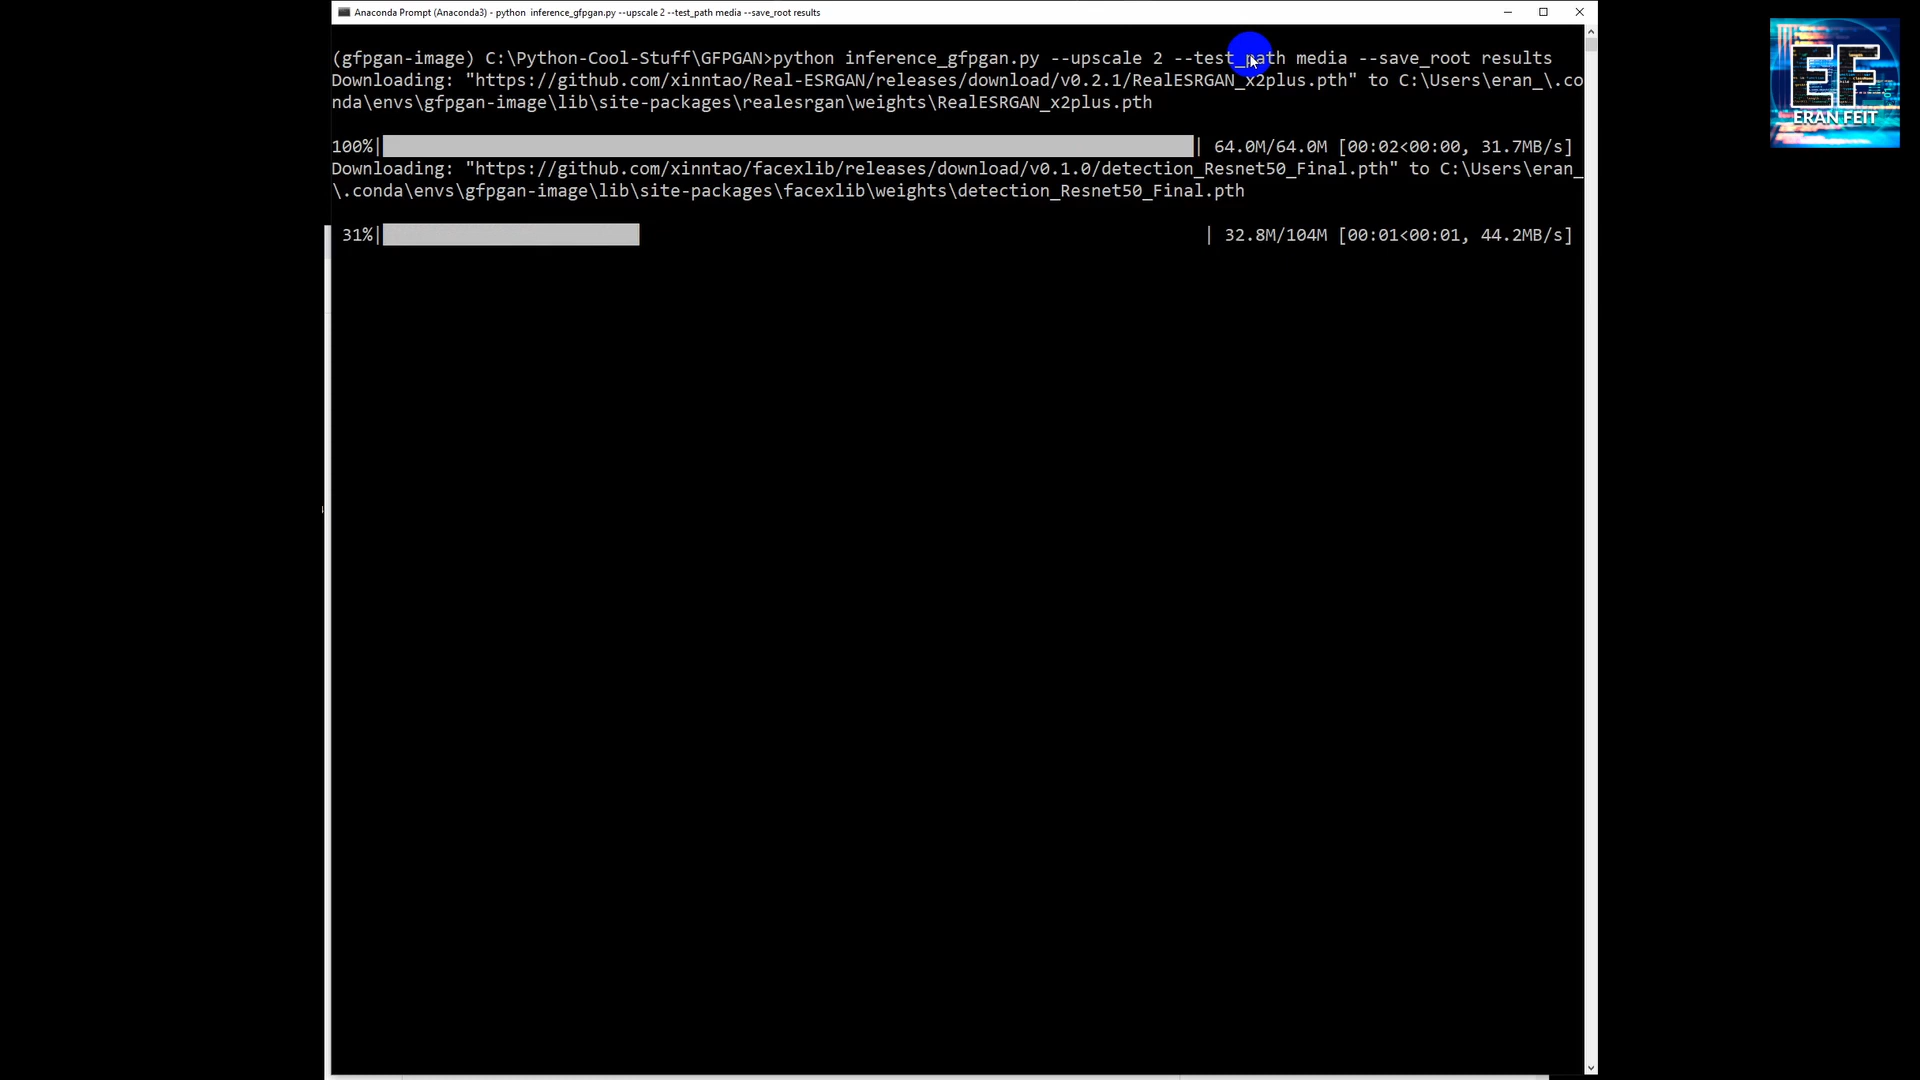 Anaconda Prompt (Anaconda3) - python  inference_gfpgan.py --upscale 2 --test_path media --save_root results
(gfpgan-image) C:\Python-Cool-Stuff\GFPGAN>python inference_gfpgan.py --upscale 2 --test_path media --save_root results
Downloading: "https://github.com/xinntao/Real-ESRGAN/releases/download/v0.2.1/RealESRGAN_x2plus.pth" to C:\Users\eran_\.co
nda\envs\gfpgan-image\lib\site-packages\realesrgan\weights\RealESRGAN_x2plus.pth
100%| | 64.0M/64.0M [00:02<00:00, 31.7MB/s]
Downloading: "https://github.com/xinntao/facexlib/releases/download/v0.1.0/detection_Resnet50_Final.pth" to C:\Users\eran_
\.conda\envs\gfpgan-image\lib\site-packages\facexlib\weights\detection_Resnet50_Final.pth
31%| | 32.8M/104M [00:01<00:01, 44.2MB/s]
EF
ERAN FEIT